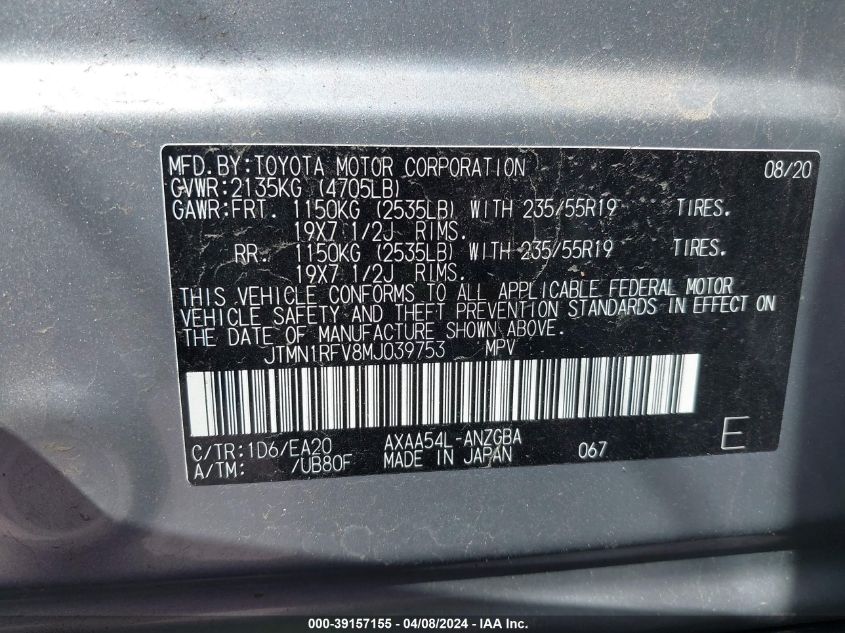 MFD.BY:TOYOTA MOTOR CORPORATION 08/20
GVWR:2135KG (4705LB)
GAWR:FRT. 1150KG (2535LB) WITH 235/55R19 TIRES.
19X7 1/2J RIMS.
RR. 1150KG (2535LB) WITH 235/55R19 TIRES.
19X7 1/2J RIMS.
THIS VEHICLE CONFORMS TO ALL APPLICABLE FEDERAL MOTOR
VEHICLE SAFETY AND THEFT PREVENTION STANDARDS IN EFFECT ON
THE DATE OF MANUFACTURE SHOWN ABOVE.
JTMN1RFV8MJ039753 MPV
C/TR:1D6/EA20 AXAA54L-ANZGBA
A/TM: /UB80F MADE IN JAPAN 067 E
000-39157155 - 04/08/2024 - IAA Inc.